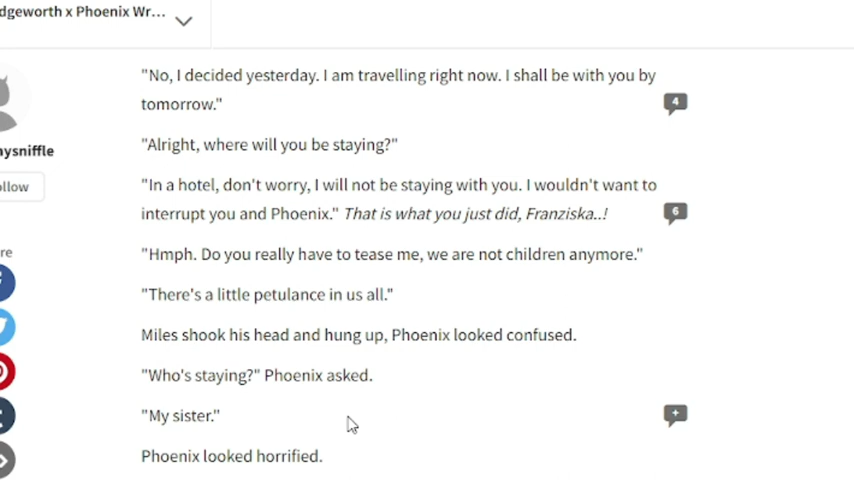 dgeworth x Phoenix Wr...
"No, I decided yesterday. I am travelling right now. I shall be with you by
tomorrow."
4
"Alright, where will you be staying?"
"In a hotel, don't worry, I will not be staying with you. I wouldn't want to
interrupt you and Phoenix." That is what you just did, Franziska..!
6
"Hmph. Do you really have to tease me, we are not children anymore."
"There's a little petulance in us all."
Miles shook his head and hung up, Phoenix looked confused.
"Who's staying?" Phoenix asked.
"My sister."
+
Phoenix looked horrified.
aysniffle
ollow
re